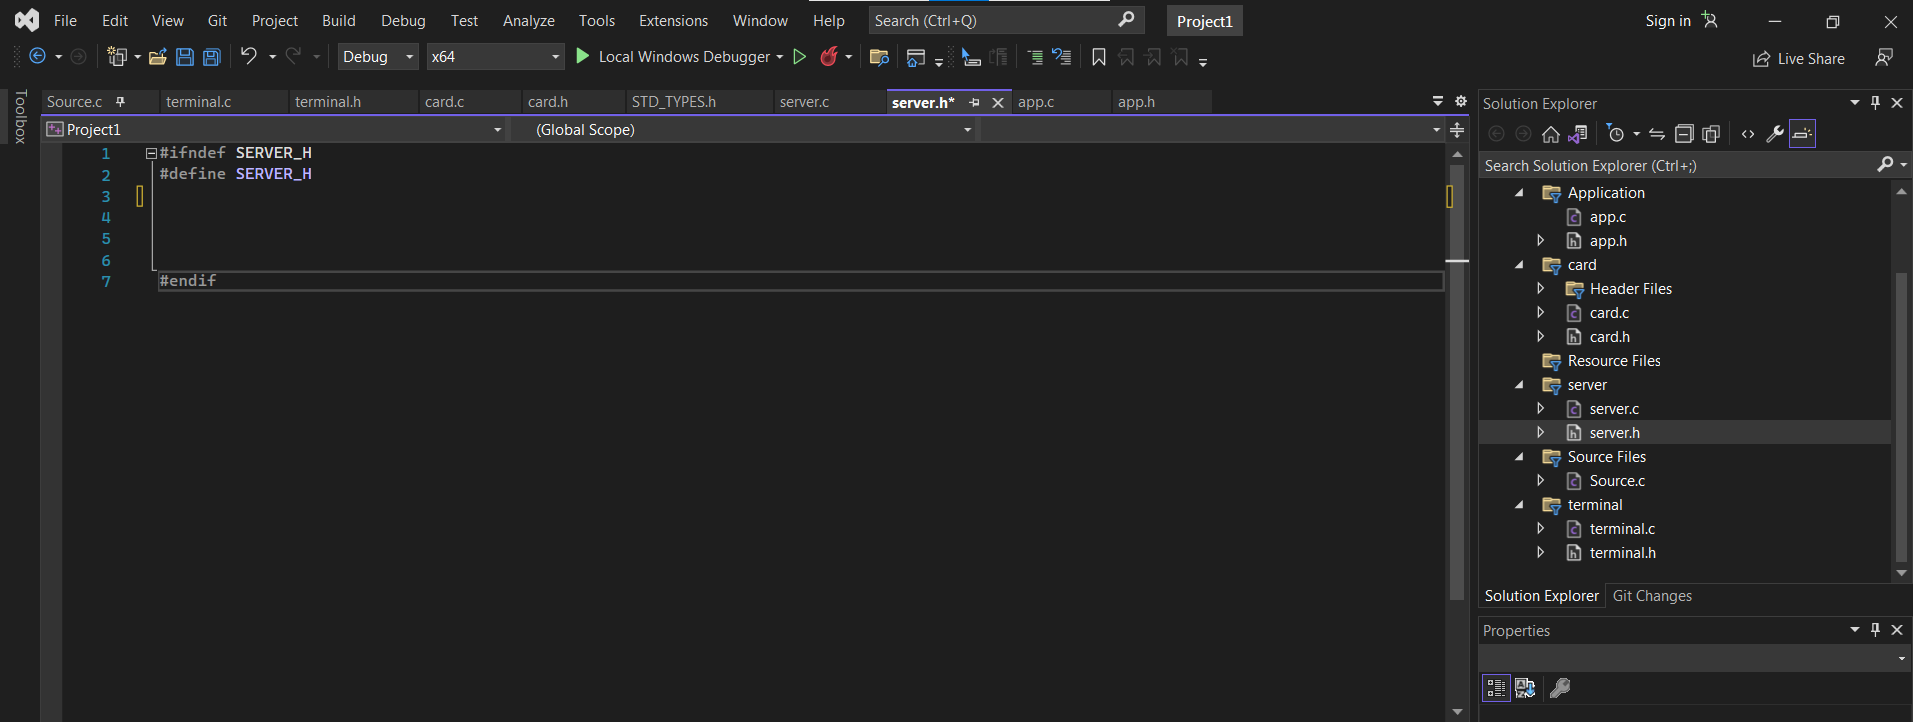 File Edit View Git Project Build Debug Test Analyze Tools Extensions Window Help Search (Ctrl+Q) Project1 Sign in
Debug x64 Local Windows Debugger Live Share
Toolbox
Source.c terminal.c terminal.h card.c card.h STD_TYPES.h server.c server.h* app.c app.h
Project1 (Global Scope)
1 #ifndef SERVER_H
2 #define SERVER_H
3
4
5
6
7 #endif
Solution Explorer
Search Solution Explorer (Ctrl+;)
Application
app.c
app.h
card
Header Files
card.c
card.h
Resource Files
server
server.c
server.h
Source Files
Source.c
terminal
terminal.c
terminal.h
Solution Explorer Git Changes
Properties